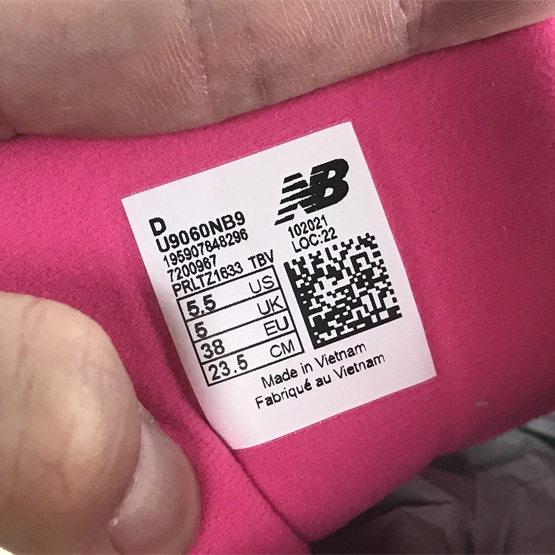 NB
D
U9060NB9
195907848296
7200967
PRLTZ1633 TBV
102021
LOC:22
5.5 US
5 UK
38 EU
23.5 CM
Made in Vietnam
Fabriqué au Vietnam